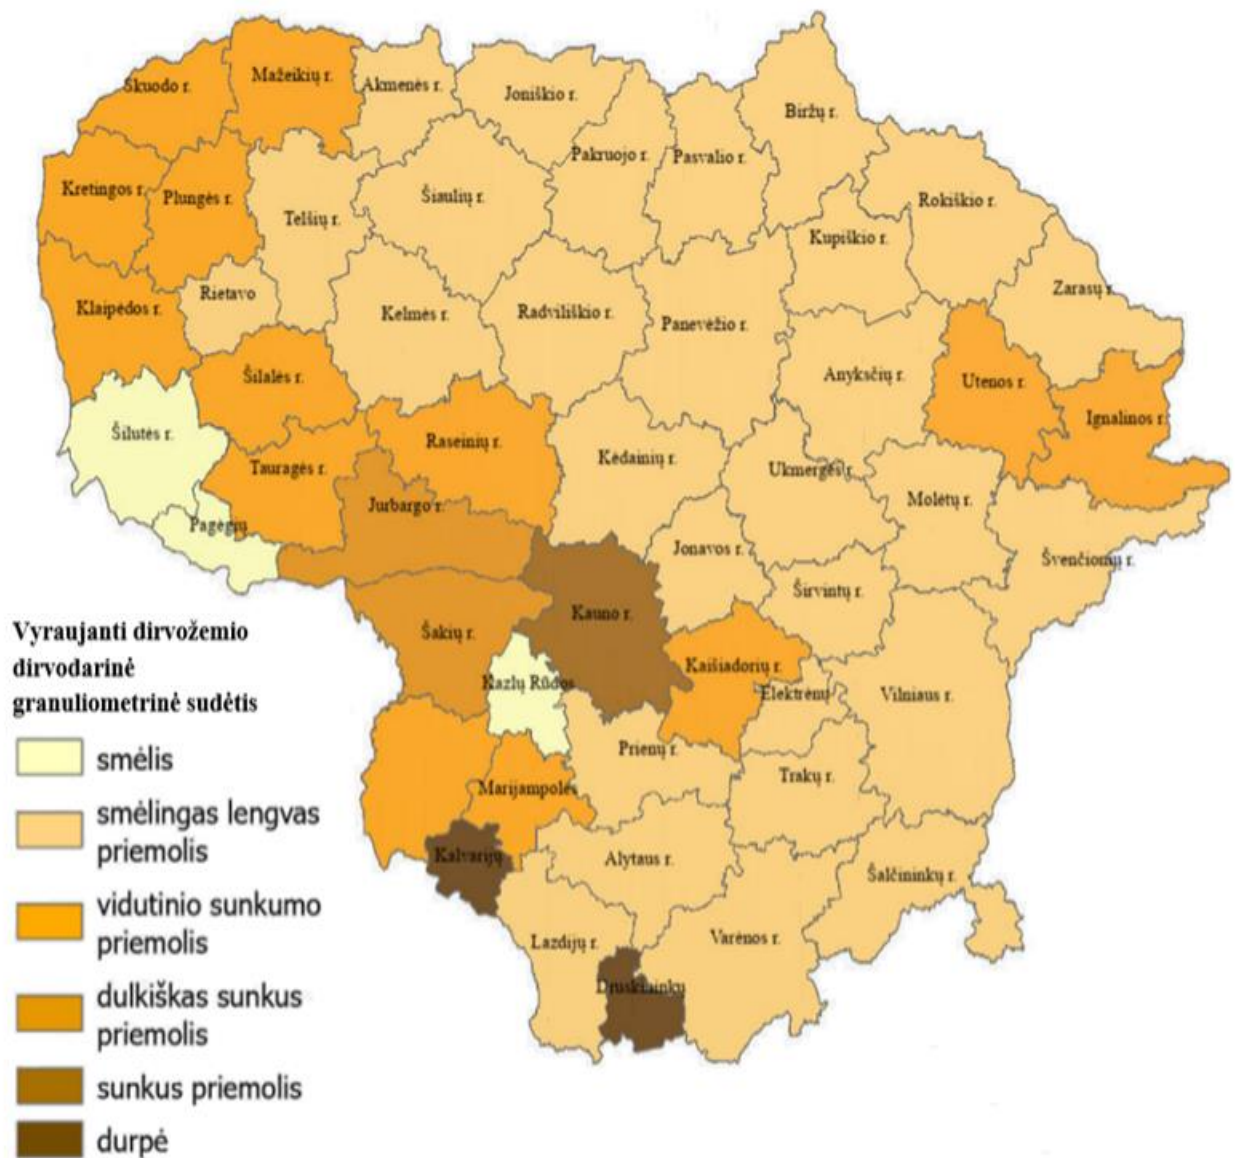 Skuodo r.
Mažeikių r.
Akmenės r.
Joniškio r.
Biržų r.
Pakruojo r.
Pasvalio r.
Kretingos r.
Plungės r.
Telšių r.
Šiaulių r.
Rokiškio r.
Kupiškio r.
Rietavo
Klaipėdos r.
Kelmės r.
Radviliškio r.
Panevėžio r.
Zarasų r.
Šilalės r.
Anykščių r.
Utenos r.
Ignalinos r.
Šilutės r.
Raseinių r.
Tauragės r.
Kėdainių r.
Ukmergės r.
Molėtų r.
Jurbargo r.
Pagėgių
Jonavos r.
Švenčionių r.
Širvintų r.
Kauno r.
Šakių r.
Kaišiadorių r.
Kazlų Rūdos
Elektrėnų
Vilniaus r.
Prienų r.
Trakų r.
Marijampolės
Kalvarijų
Alytaus r.
Šalčininkų r.
Lazdijų r.
Varėnos r.
Druskininkų
Vyraujanti dirvožemio
dirvodarinė
granuliometrinė sudėtis
smėlis
smėlingas lengvas
priemolis
vidutinio sunkumo
priemolis
dulkiškas sunkus
priemolis
sunkus priemolis
durpė